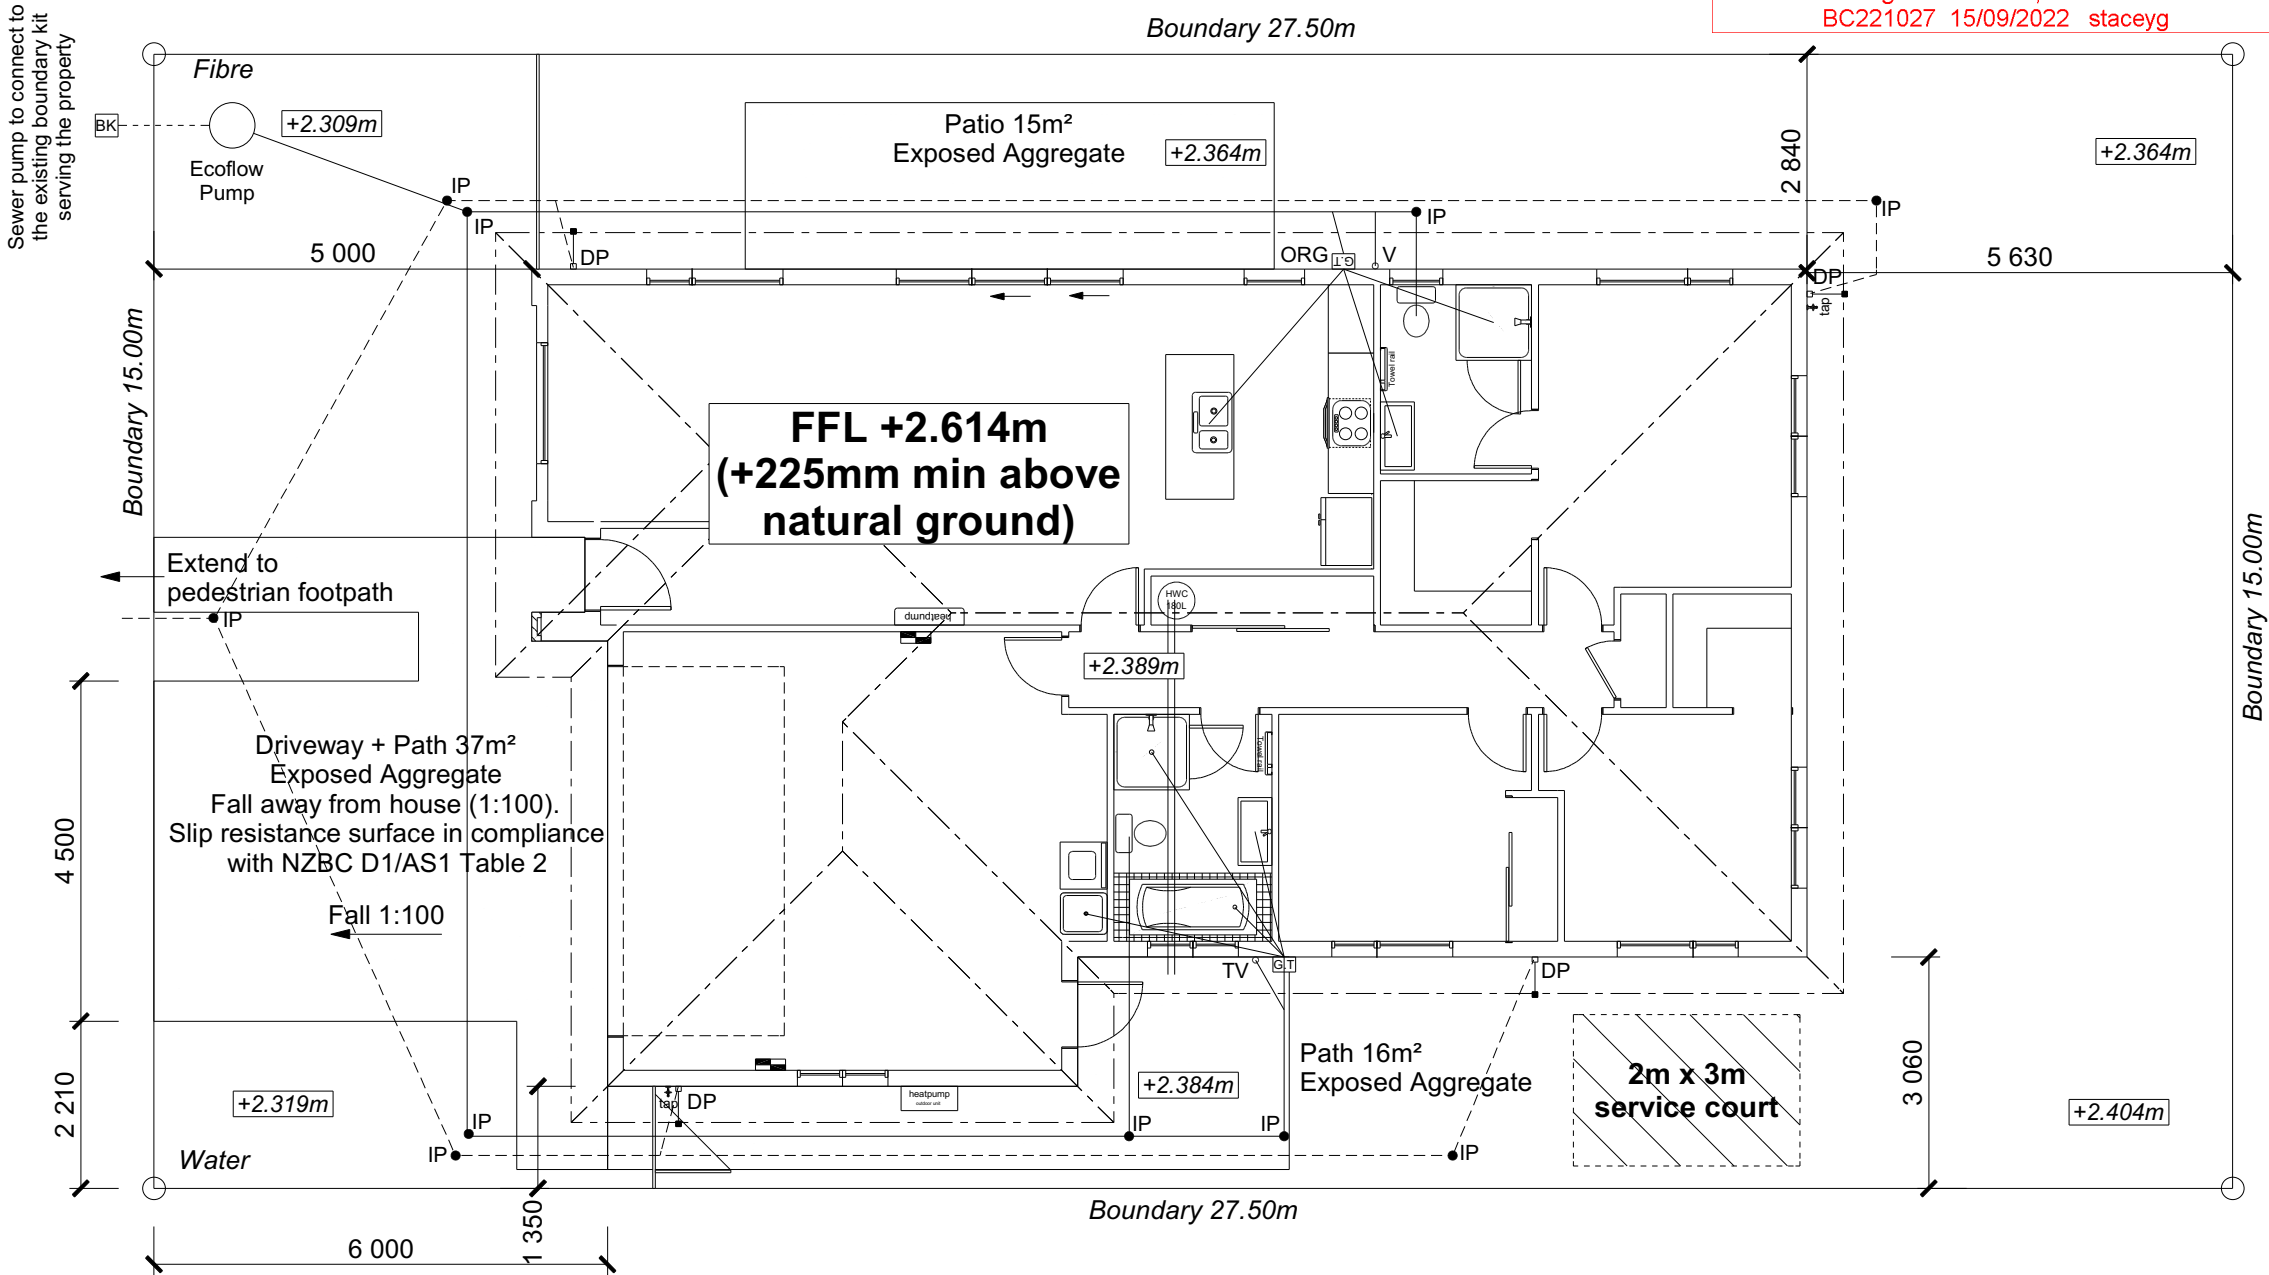 Sewer pump to connect to
the existing boundary kit
serving the property
Boundary 27.50m
BC221027 15/09/2022 staceyg
Fibre
BK
+2.309m
Ecoflow
Pump
Patio 15m²
Exposed Aggregate
+2.364m
2 840
+2.364m
IP
IP
IP
IP
5 000
DP
ORG
G.T
V
5 630
DP
tap
Boundary 15.00m
Towel rail
FFL +2.614m
(+225mm min above
natural ground)
Extend to
pedestrian footpath
IP
heatpump
HWC
180L
+2.389m
Boundary 15.00m
Driveway + Path 37m²
Exposed Aggregate
Fall away from house (1:100).
Slip resistance surface in compliance
with NZBC D1/AS1 Table 2
Towel rail
4 500
Fall 1:100
TV
G.T
DP
2 210
+2.319m
Water
IP
IP
tap
DP
heatpump
outdoor unit
+2.384m
IP
IP
Path 16m²
Exposed Aggregate
IP
2m x 3m
service court
3 060
+2.404m
1 350
Boundary 27.50m
6 000